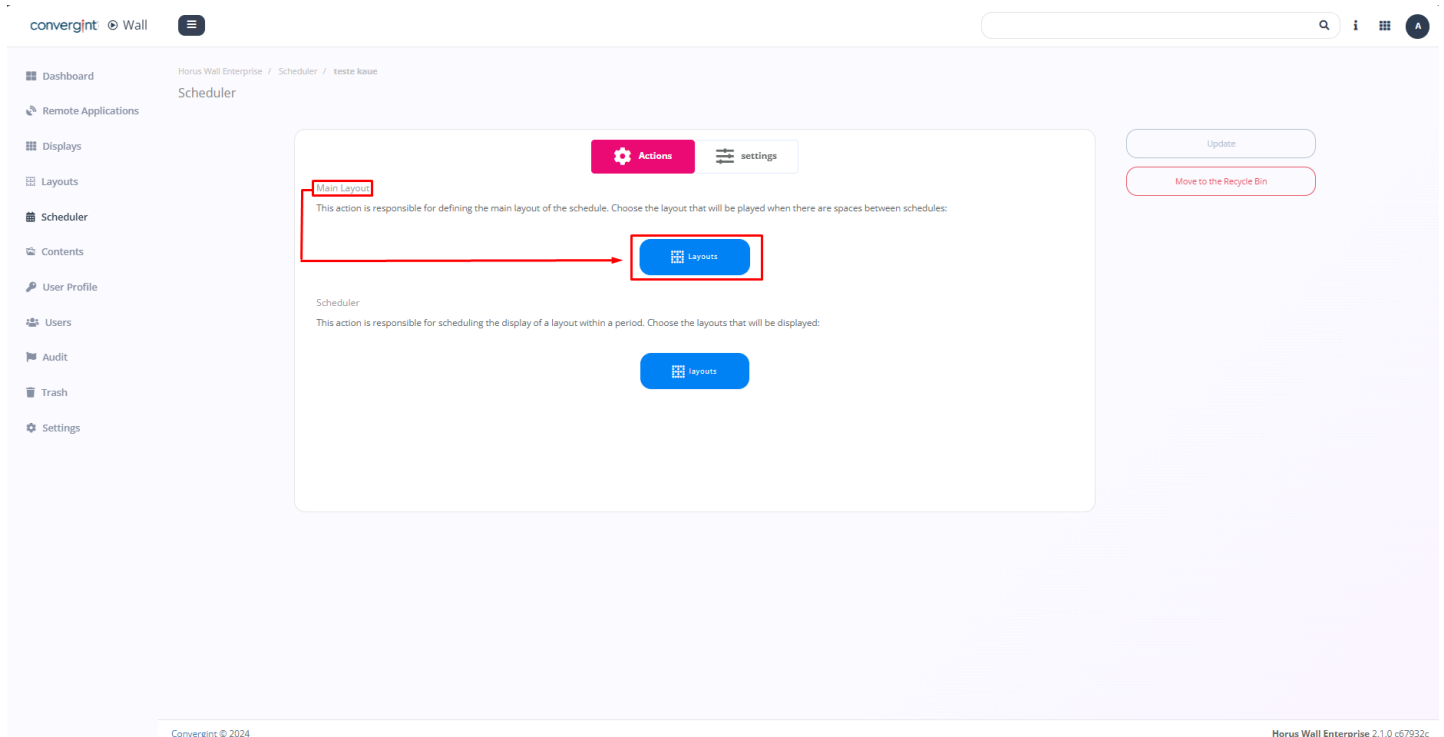 convergint Wall
i
A
Dashboard
Remote Applications
Displays
Layouts
Scheduler
Contents
User Profile
Users
Audit
Trash
Settings
Horus Wall Enterprise / Scheduler / teste kaue
Scheduler
Actions
settings
Main Layout
This action is responsible for defining the main layout of the schedule. Choose the layout that will be played when there are spaces between schedules:
Layouts
Scheduler
This action is responsible for scheduling the display of a layout within a period. Choose the layouts that will be displayed:
layouts
Update
Move to the Recycle Bin
Convergint © 2024
Horus Wall Enterprise 2.1.0 c67932c